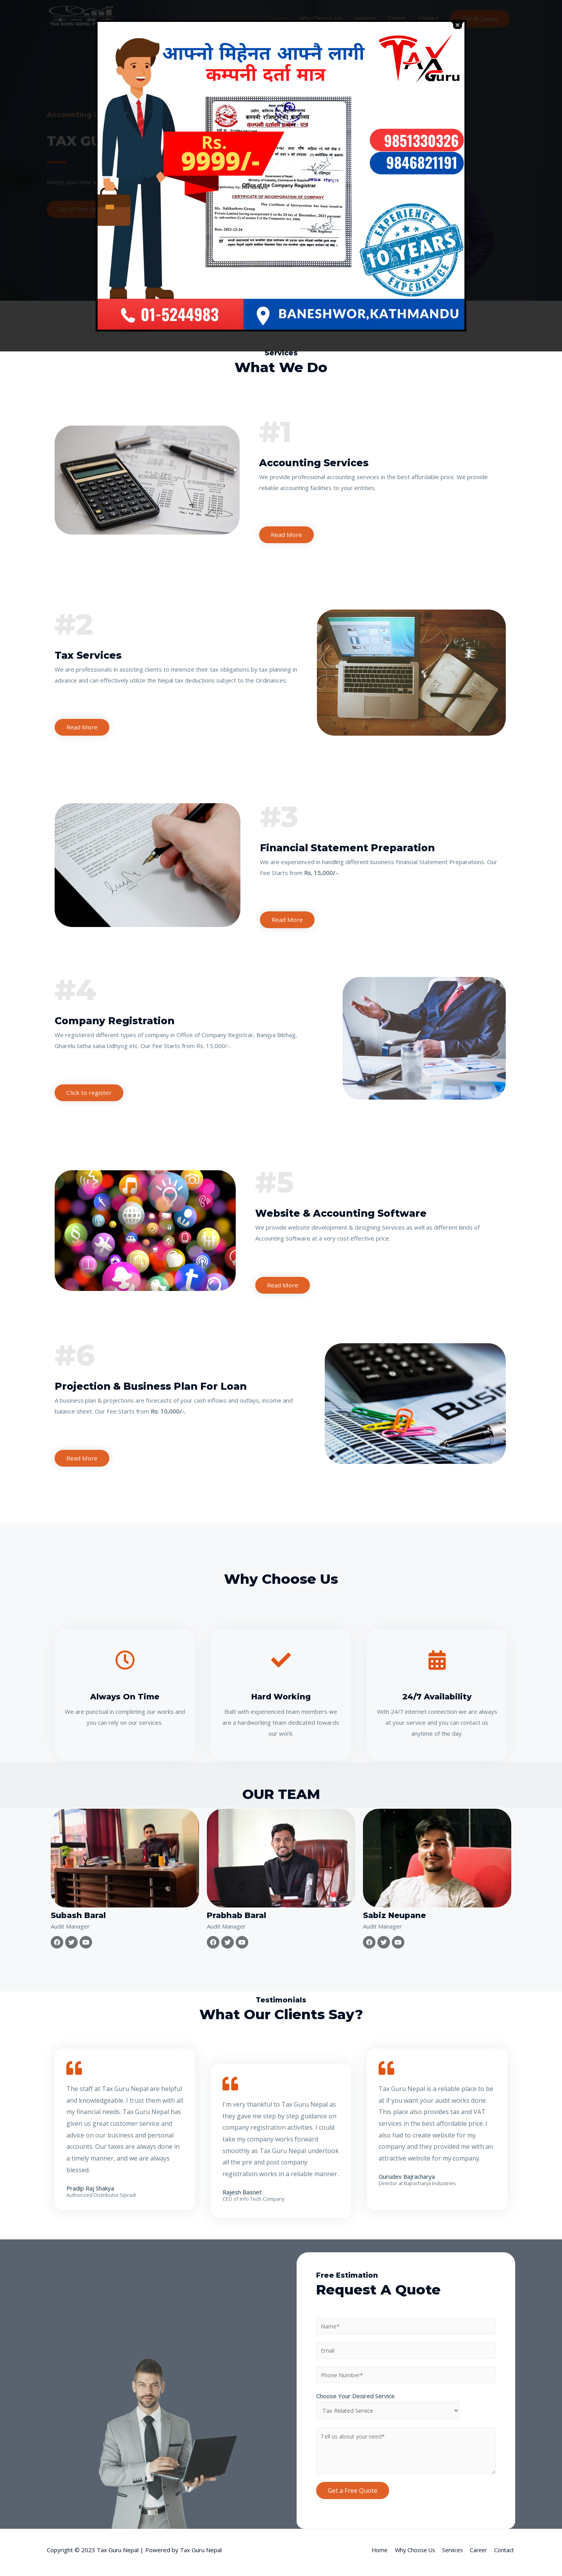 Why Choose Us Services Career Contact
आफ्नो मिहेनत आफ्नै लागी
कम्पनी दर्ता मात्र
TAX
Guru
Rs.
9999/-
9851330326
9846821191
Office of the Company Registrar
CERTIFICATE OF INCORPORATION OF COMPANY
EXPERIENCE
10 YEARS
EXPERIENCE
01-5244983
BANESHWOR,KATHMANDU
Services
What We Do
#1
Accounting Services
We provide professional accounting services in the best affordable price. We provide
reliable accounting facilities to your entities.
Read More
#2
Tax Services
We are professionals in assisting clients to minimize their tax obligations by tax planning in
advance and can effectively utilize the Nepal tax deductions subject to the Ordinances.
Read More
#3
Financial Statement Preparation
We are experienced in handling different business Financial Statement Preparations. Our
Fee Starts from Rs. 15,000/-.
Read More
#4
Company Registration
We registered different types of company in Office of Company Registrar, Banijya Bibhag,
Gharelu tatha sana Udhyog etc. Our Fee Starts from Rs. 15,000/-.
Click to register
#5
Website & Accounting Software
We provide website development & designing Services as well as different kinds of
Accounting Software at a very cost effective price.
Read More
#6
Projection & Business Plan For Loan
A business plan & projections are forecasts of your cash inflows and outlays, income and
balance sheet. Our Fee Starts from Rs. 10,000/-.
Read More
Why Choose Us
Always On Time
We are punctual in completing our works and
you can rely on our services.
Hard Working
Built with experienced team members we
are a hardworking team dedicated towards
our work.
24/7 Availability
With 24/7 internet connection we are always
at your service and you can contact us
anytime of the day.
OUR TEAM
Subash Baral
Audit Manager
Prabhab Baral
Audit Manager
Sabiz Neupane
Audit Manager
Testimonials
What Our Clients Say?
The staff at Tax Guru Nepal are helpful
and knowledgeable. I trust them with all
my financial needs. Tax Guru Nepal has
given us great customer service and
advice on our business and personal
accounts. Our taxes are always done in
a timely manner, and we are always
blessed.
Pradip Raj Shakya
Authorized Distributor Sipradi
I'm very thankful to Tax Guru Nepal as
they gave me step by step guidance on
company registration activities. I could
take my company works forward
smoothly as Tax Guru Nepal undertook
all the pre and post company
registration works in a reliable manner.
Rajesh Basnet
CEO of Info Tech Company
Tax Guru Nepal is a reliable place to be
at if you want your audit works done.
This place also provides tax and VAT
services in the best affordable price. I
also had to create website for my
company and they provided me with an
attractive website for my company.
Gurudev Bajracharya
Director at Bajracharya Industries
Free Estimation
Request A Quote
Name*
Email
Phone Number*
Choose Your Desired Service
Tax Related Service
Tell us about your need*
Get a Free Quote
Copyright © 2023 Tax Guru Nepal | Powered by Tax Guru Nepal
Home Why Choose Us Services Career Contact